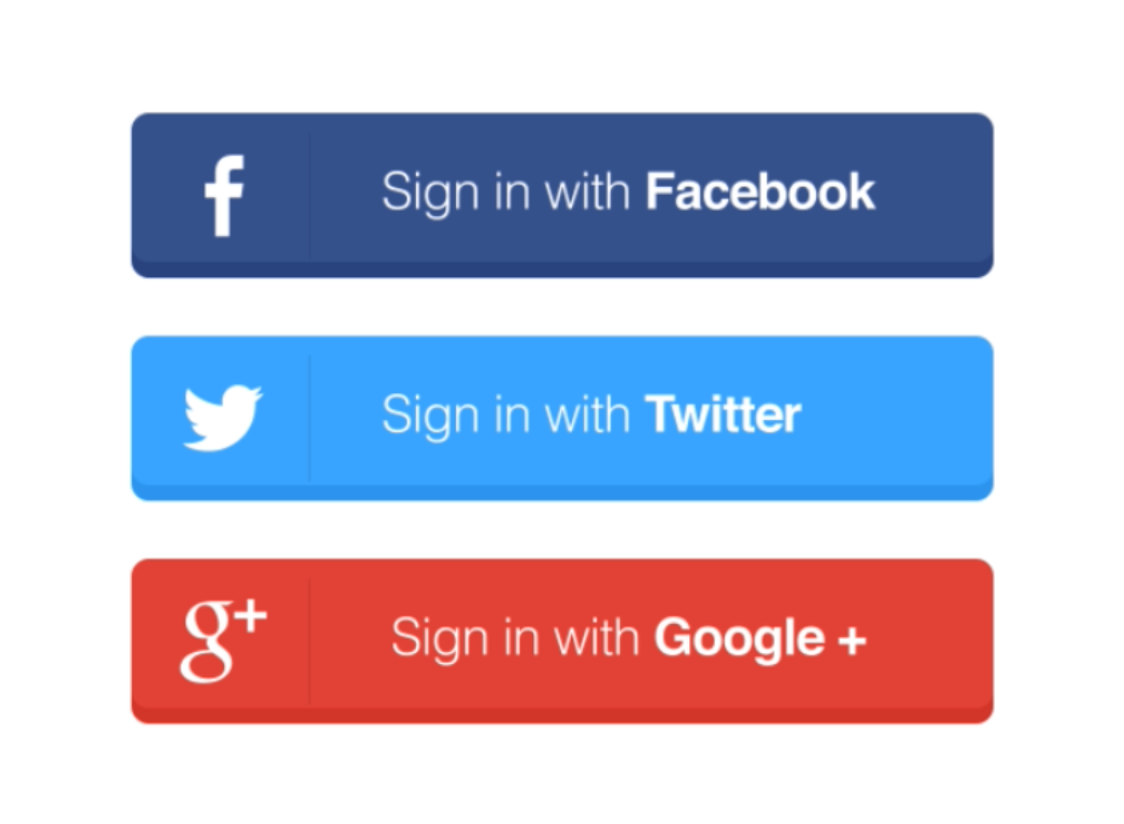 f
Sign in with Facebook
Sign in with Twitter
g+
Sign in with Google +